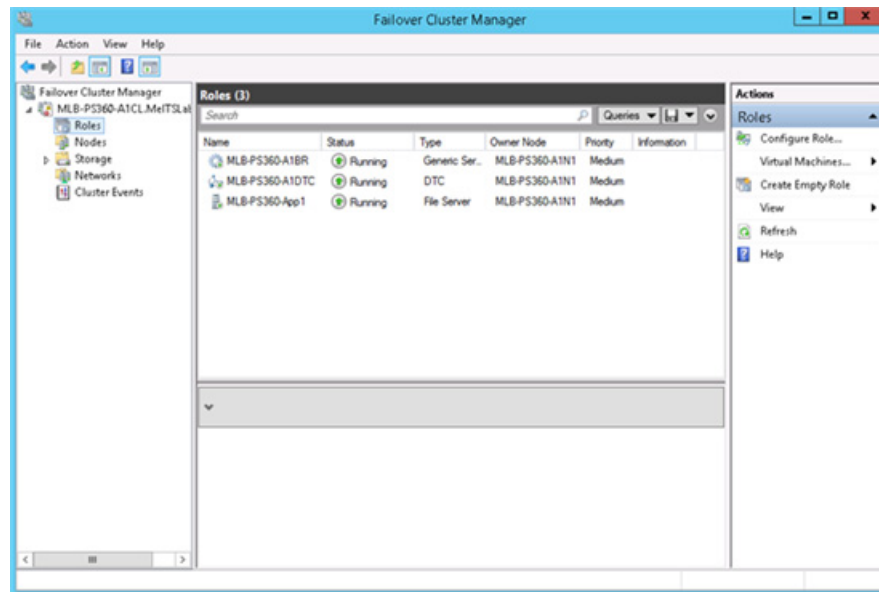 Failover Cluster Manager
File Action View Help
Failover Cluster Manager
MLB-PS360-A1CL.MelTSLab
Roles
Nodes
Storage
Networks
Cluster Events
Roles (3)
Search
Queries
Name Status Type Owner Node Priority Information
MLB-PS360-A1BR Running Generic Ser... MLB-PS360-A1N1 Medium
MLB-PS360-A1DTC Running DTC MLB-PS360-A1N1 Medium
MLB-PS360-App1 Running File Server MLB-PS360-A1N1 Medium
Actions
Roles
Configure Role...
Virtual Machines...
Create Empty Role
View
Refresh
Help